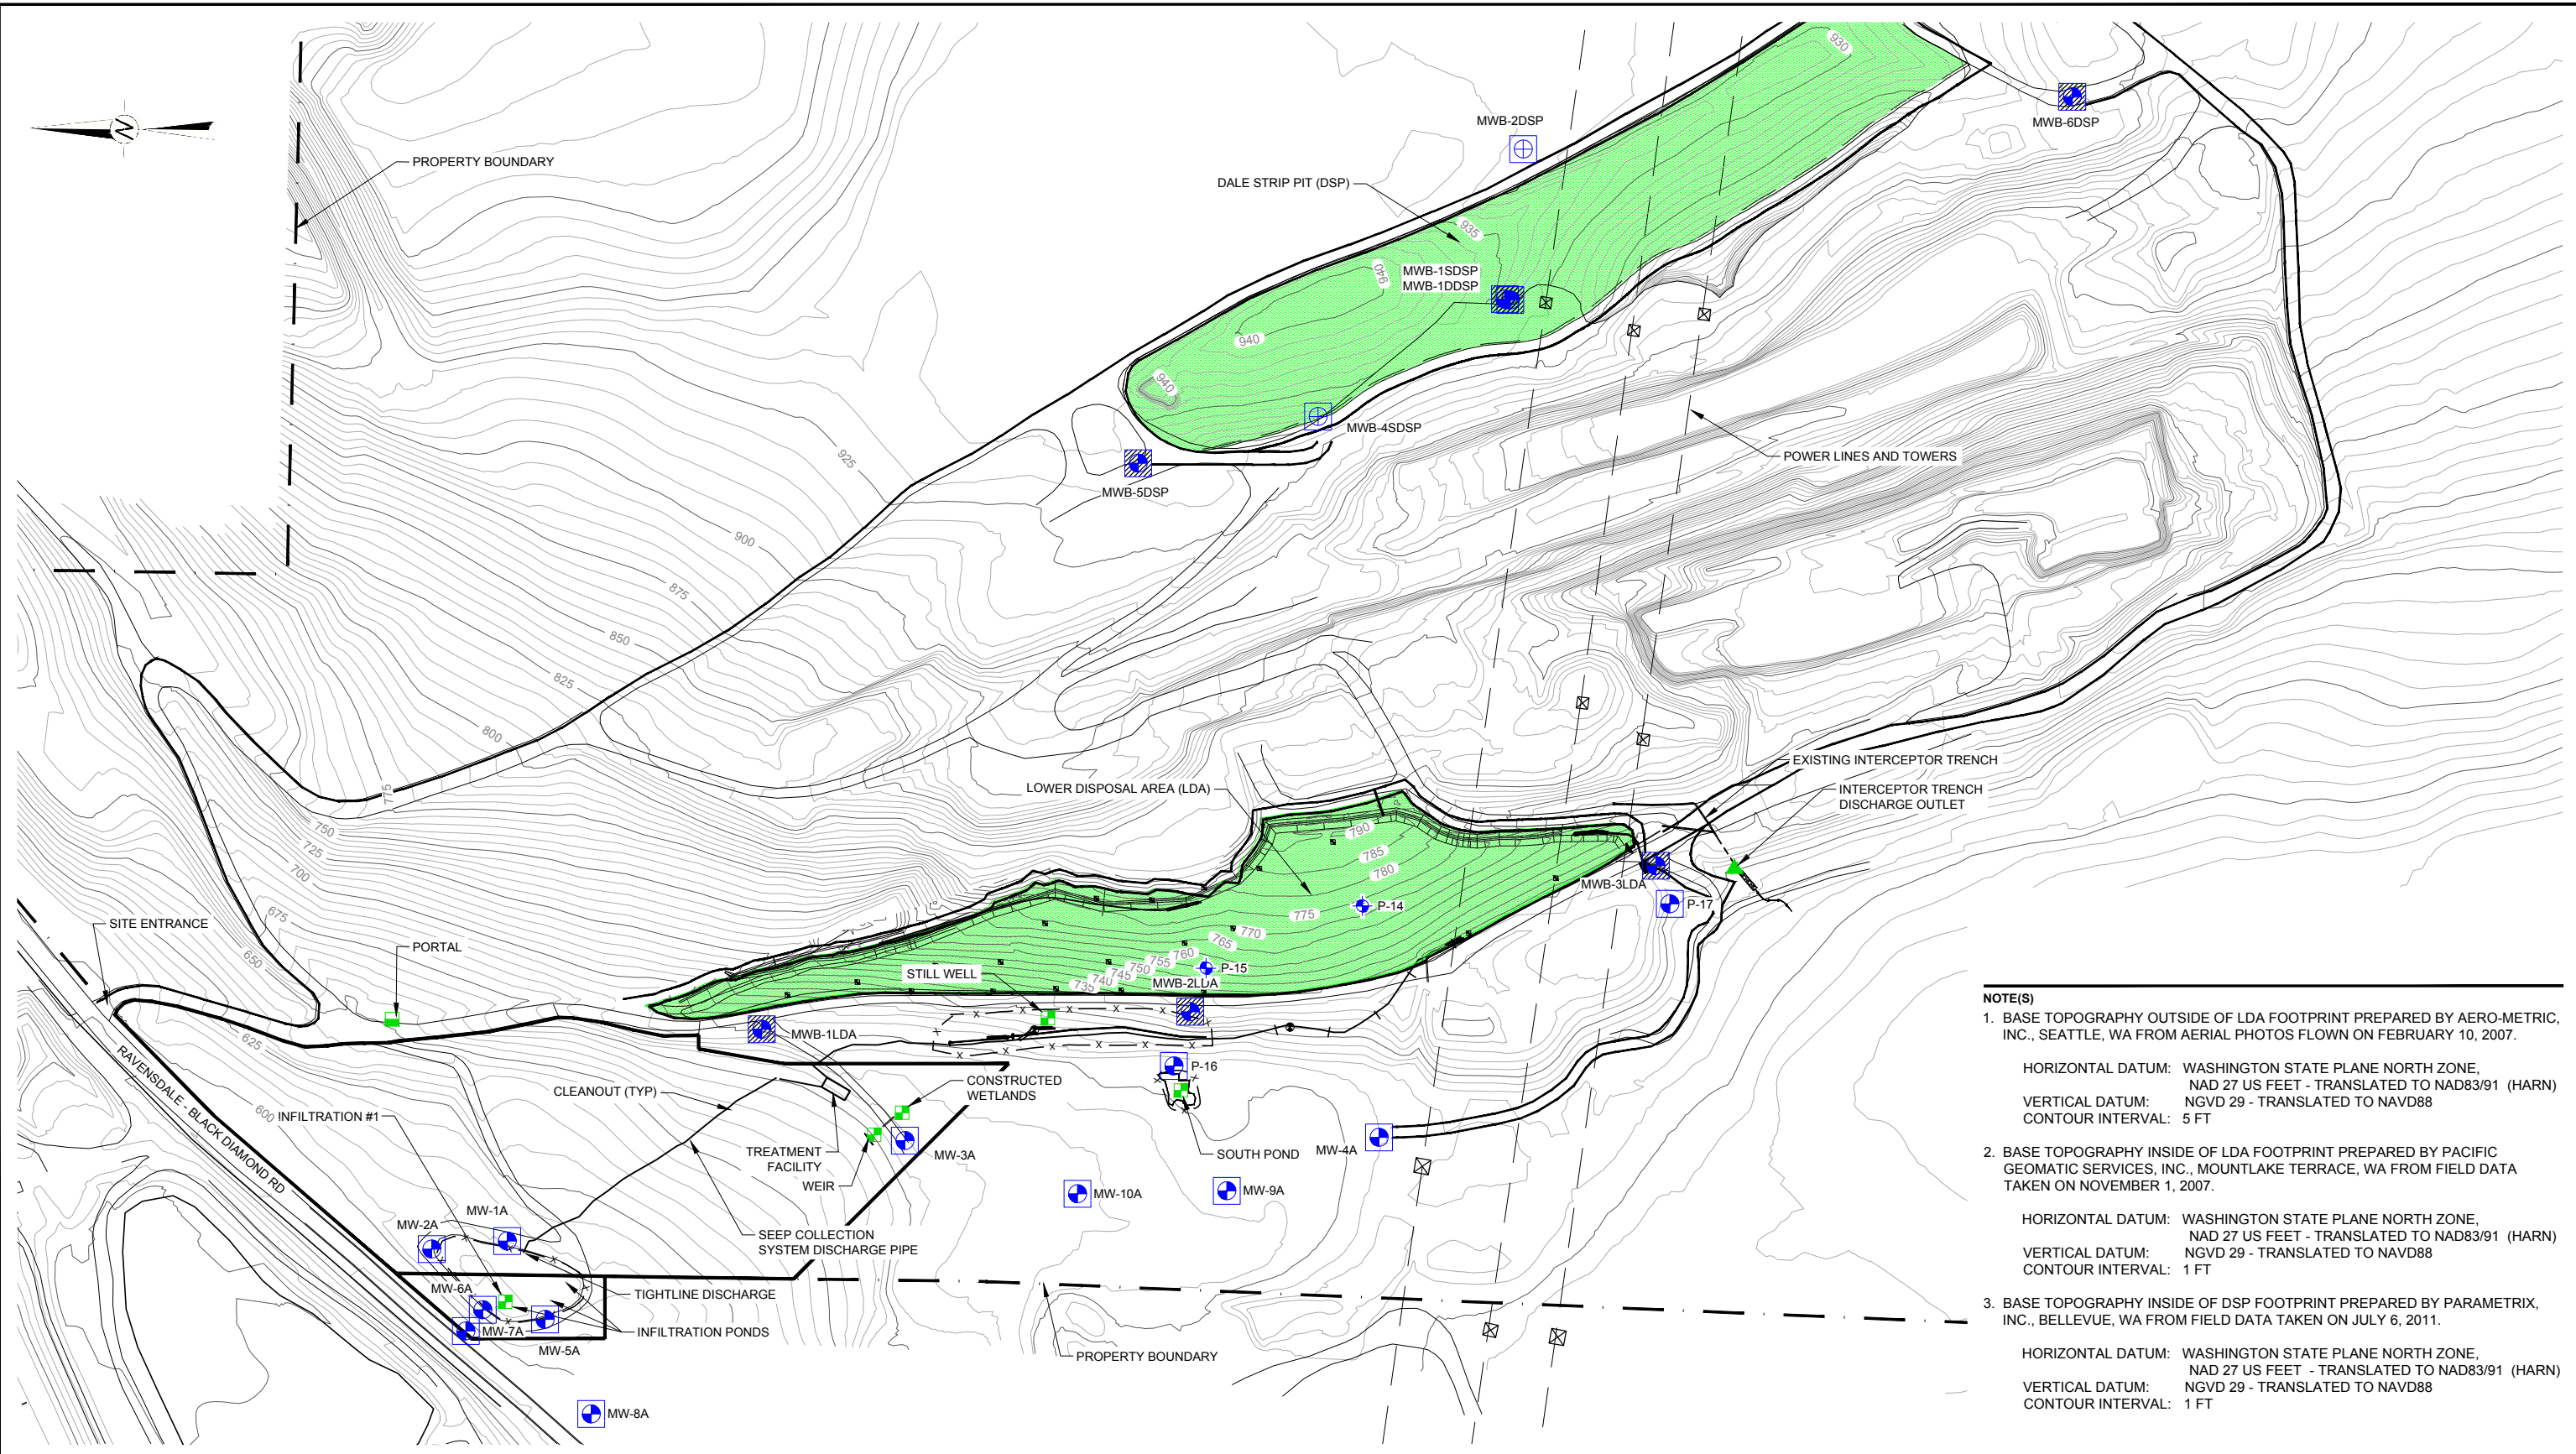 930
MWB-2DSP
MWB-6DSP
N
PROPERTY BOUNDARY
DALE STRIP PIT (DSP)
935
940
MWB-1SDSP
MWB-1DDSP
940
940
MWB-4SDSP
925
POWER LINES AND TOWERS
MWB-5DSP
900
875
850
825
800
775
EXISTING INTERCEPTOR TRENCH
LOWER DISPOSAL AREA (LDA)
INTERCEPTOR TRENCH
DISCHARGE OUTLET
750
725
700
790
785
780
MWB-3LDA
P-14
P-17
675
775
SITE ENTRANCE
770
765
760
755
750
745
740
735
PORTAL
650
STILL WELL
P-15
MWB-2LDA
MWB-1LDA
625
RAVENSDALE - BLACK DIAMOND RD
P-16
CONSTRUCTED
WETLANDS
CLEANOUT (TYP)
600
INFILTRATION #1
TREATMENT
FACILITY
WEIR
MW-3A
SOUTH POND
MW-4A
MW-10A
MW-9A
MW-2A
MW-1A
SEEP COLLECTION
SYSTEM DISCHARGE PIPE
MW-6A
TIGHTLINE DISCHARGE
MW-7A
INFILTRATION PONDS
MW-5A
PROPERTY BOUNDARY
MW-8A
NOTE(S)
1. BASE TOPOGRAPHY OUTSIDE OF LDA FOOTPRINT PREPARED BY AERO-METRIC,
INC., SEATTLE, WA FROM AERIAL PHOTOS FLOWN ON FEBRUARY 10, 2007.
HORIZONTAL DATUM: WASHINGTON STATE PLANE NORTH ZONE,
NAD 27 US FEET - TRANSLATED TO NAD83/91 (HARN)
VERTICAL DATUM: NGVD 29 - TRANSLATED TO NAVD88
CONTOUR INTERVAL: 5 FT
2. BASE TOPOGRAPHY INSIDE OF LDA FOOTPRINT PREPARED BY PACIFIC
GEOMATIC SERVICES, INC., MOUNTLAKE TERRACE, WA FROM FIELD DATA
TAKEN ON NOVEMBER 1, 2007.
HORIZONTAL DATUM: WASHINGTON STATE PLANE NORTH ZONE,
NAD 27 US FEET - TRANSLATED TO NAD83/91 (HARN)
VERTICAL DATUM: NGVD 29 - TRANSLATED TO NAVD88
CONTOUR INTERVAL: 1 FT
3. BASE TOPOGRAPHY INSIDE OF DSP FOOTPRINT PREPARED BY PARAMETRIX,
INC., BELLEVUE, WA FROM FIELD DATA TAKEN ON JULY 6, 2011.
HORIZONTAL DATUM: WASHINGTON STATE PLANE NORTH ZONE,
NAD 27 US FEET - TRANSLATED TO NAD83/91 (HARN)
VERTICAL DATUM: NGVD 29 - TRANSLATED TO NAVD88
CONTOUR INTERVAL: 1 FT